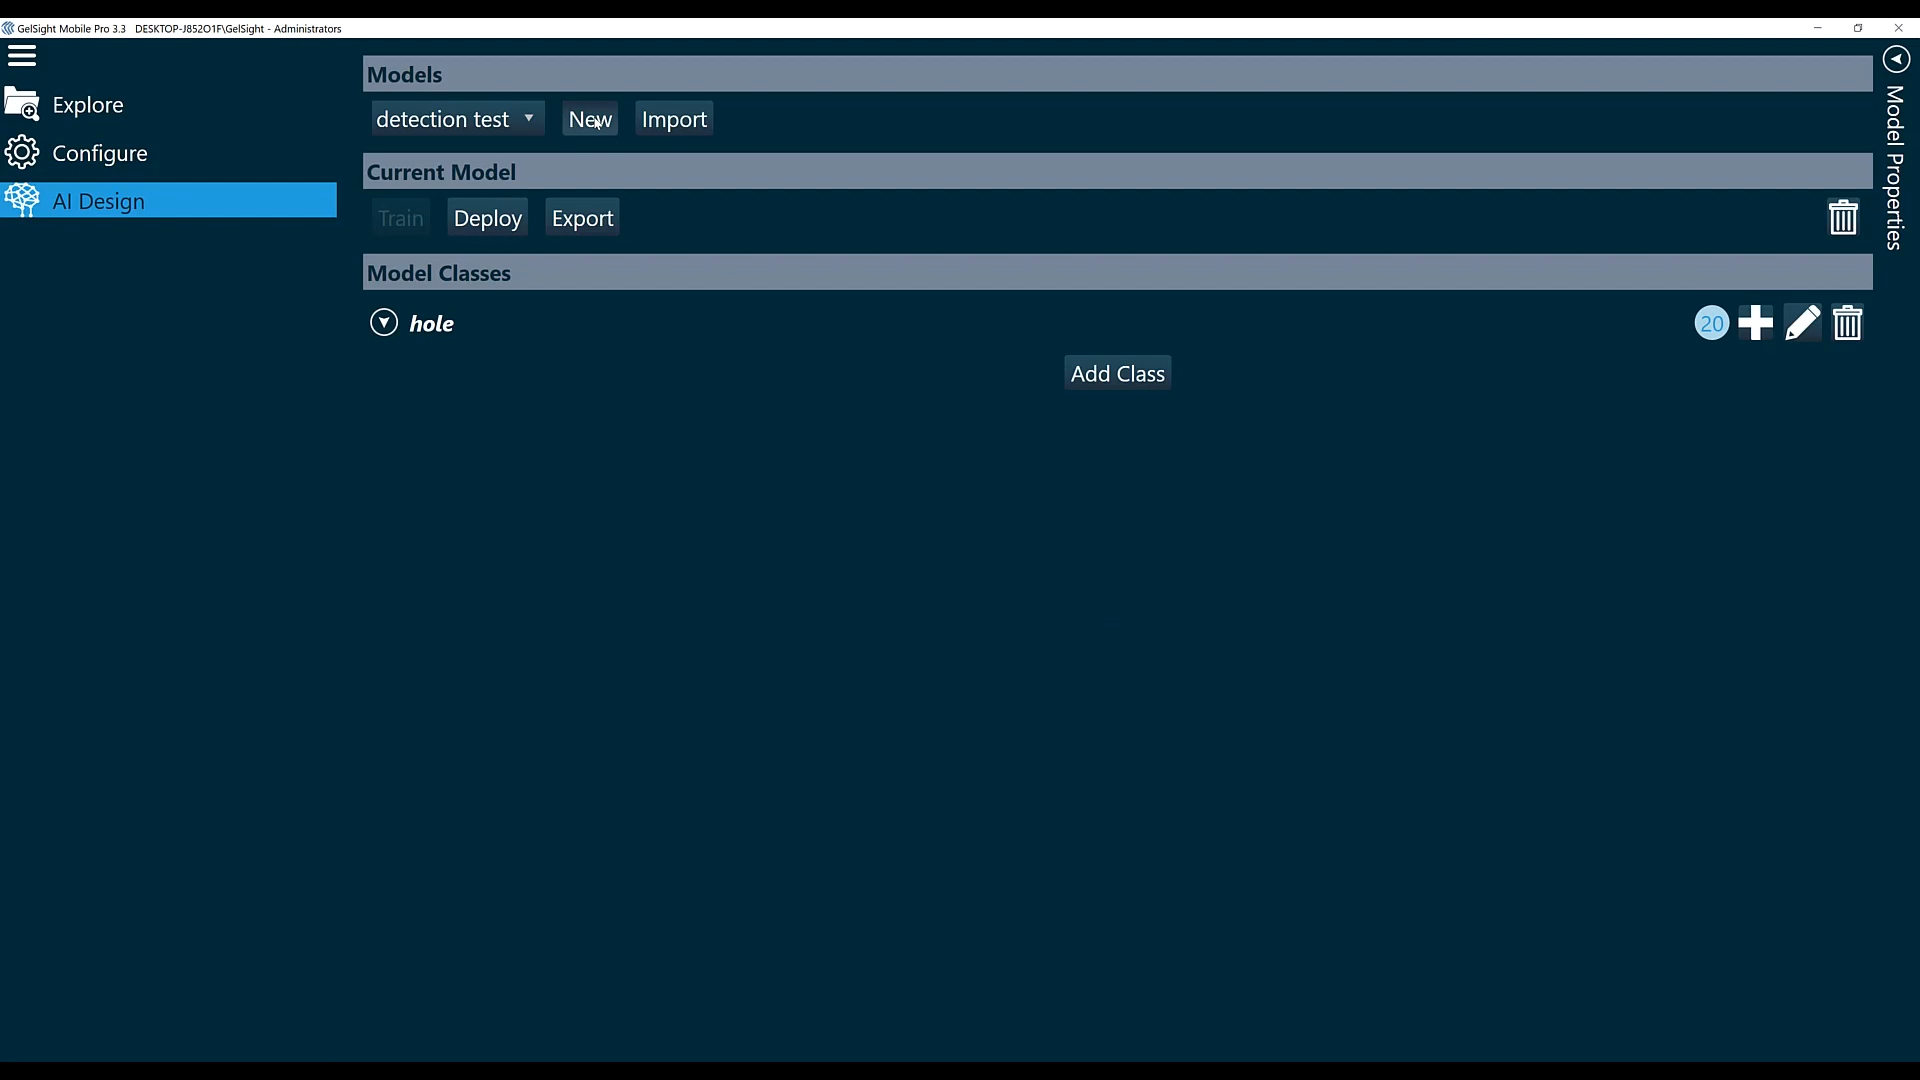 GelSight Mobile Pro 3.3 DESKTOP-J852O1F\GelSight - Administrators
Explore
Configure
AI Design
Models
detection test New Import
Current Model
Train Deploy Export
Model Classes
hole 20
Add Class
Model Properties